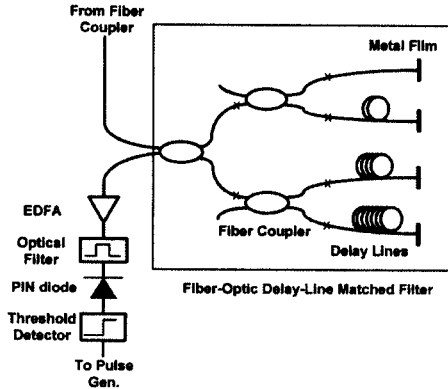 From Fiber
Coupler
Metal Film
EDFA
Fiber Coupler
Delay Lines
Optical
Filter
PIN diode
Fiber-Optic Delay-Line Matched Filter
Threshold
Detector
To Pulse
Gen.